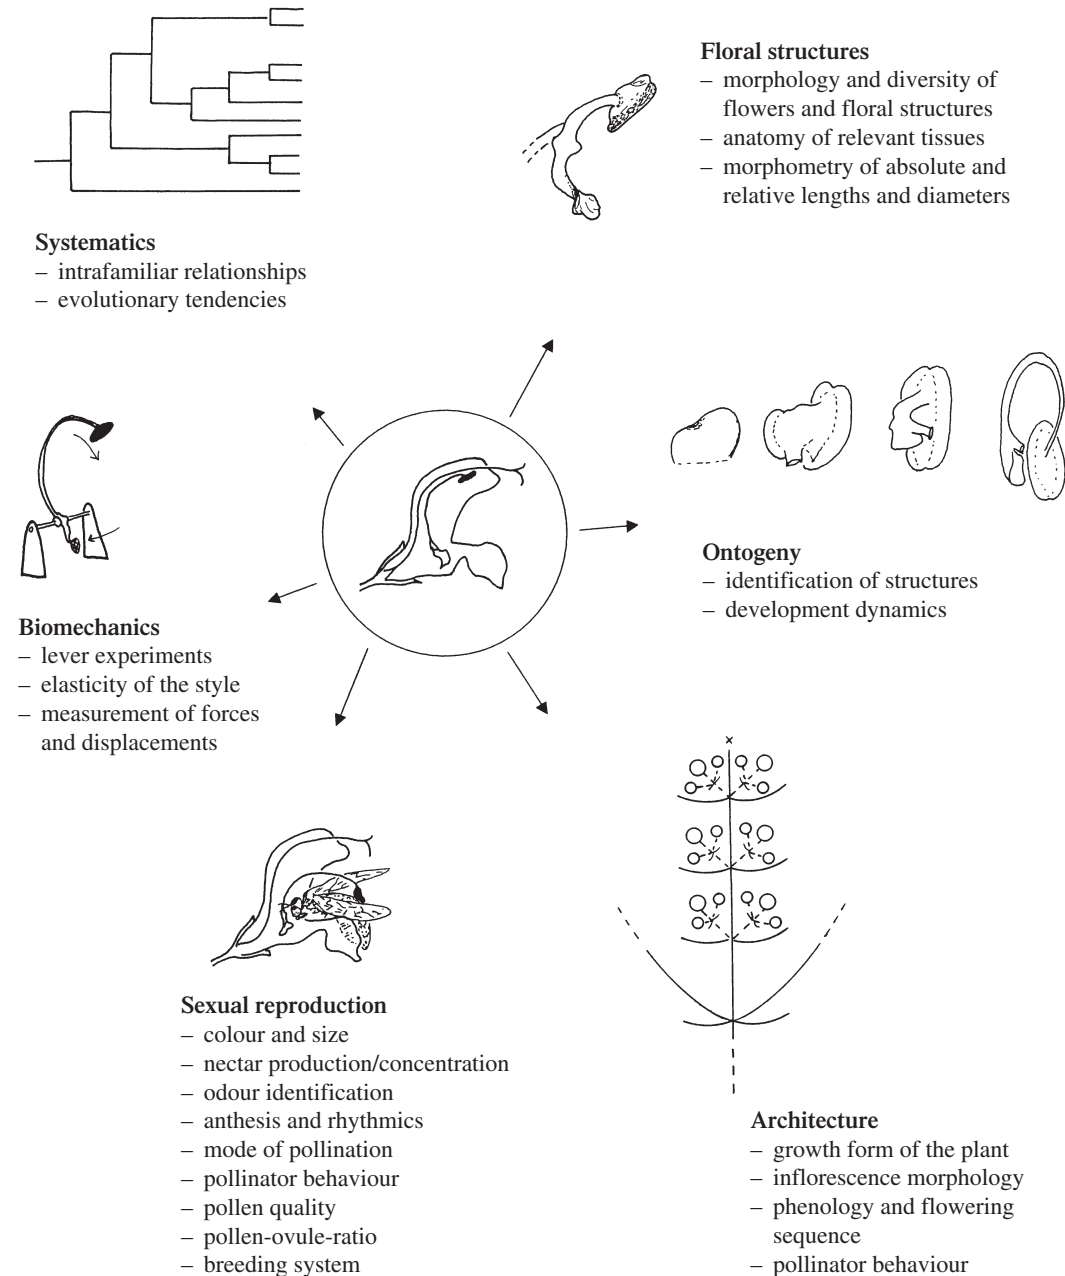 Floral structures
– morphology and diversity of
flowers and floral structures
– anatomy of relevant tissues
– morphometry of absolute and
relative lengths and diameters
Systematics
– intrafamiliar relationships
– evolutionary tendencies
Ontogeny
– identification of structures
– development dynamics
Biomechanics
– lever experiments
– elasticity of the style
– measurement of forces
and displacements
Sexual reproduction
– colour and size
– nectar production/concentration
– odour identification
– anthesis and rhythmics
– mode of pollination
– pollinator behaviour
– pollen quality
– pollen-ovule-ratio
– breeding system
Architecture
– growth form of the plant
– inflorescence morphology
– phenology and flowering
sequence
– pollinator behaviour